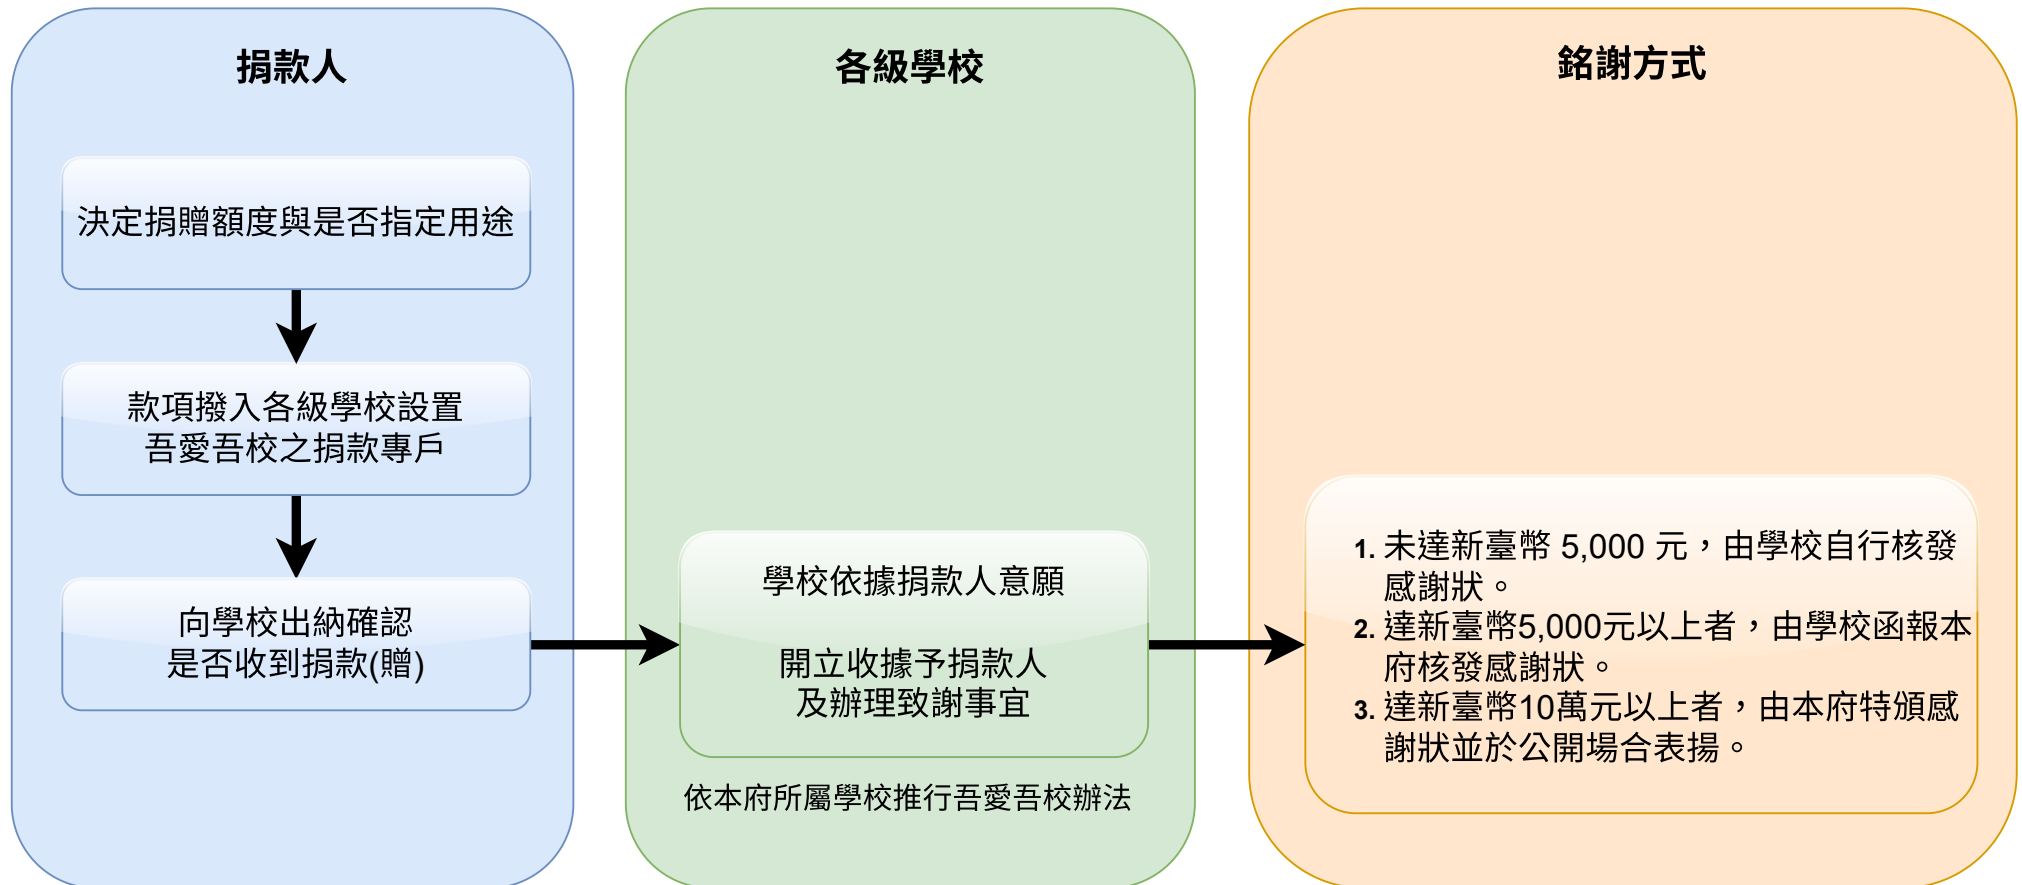 捐款人
決定捐贈額度與是否指定用途
款項撥入各級學校設置
吾愛吾校之捐款專戶
向學校出納確認
是否收到捐款(贈)
各級學校
學校依據捐款人意願
開立收據予捐款人
及辦理致謝事宜
依本府所屬學校推行吾愛吾校辦法
銘謝方式
1. 未達新臺幣 5,000 元，由學校自行核發
感謝狀。
2. 達新臺幣5,000元以上者，由學校函報本
府核發感謝狀。
3. 達新臺幣10萬元以上者，由本府特頒感
謝狀並於公開場合表揚。